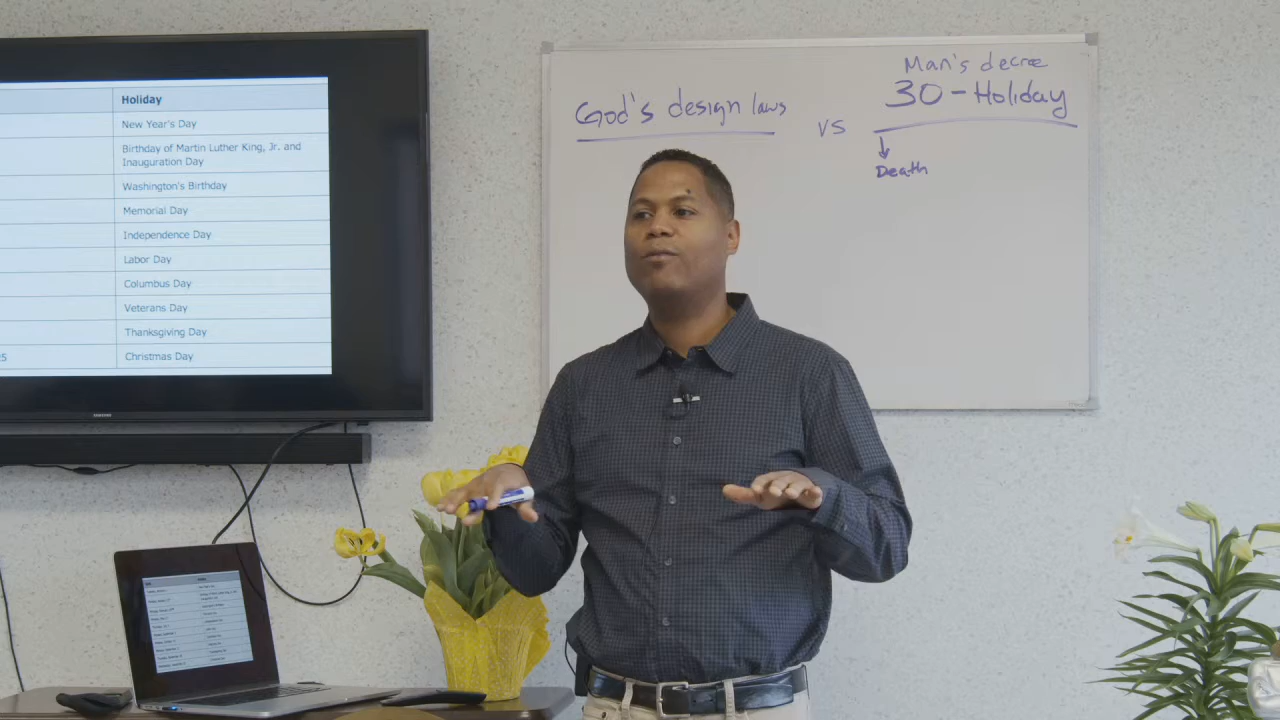 Holiday
New Year's Day
Birthday of Martin Luther King, Jr. and
Inauguration Day
Washington's Birthday
Memorial Day
Independence Day
Labor Day
Columbus Day
Veterans Day
Thanksgiving Day
Christmas Day
SAMSUNG
God's design laws
vs
Man's decree
30-Holiday
Death